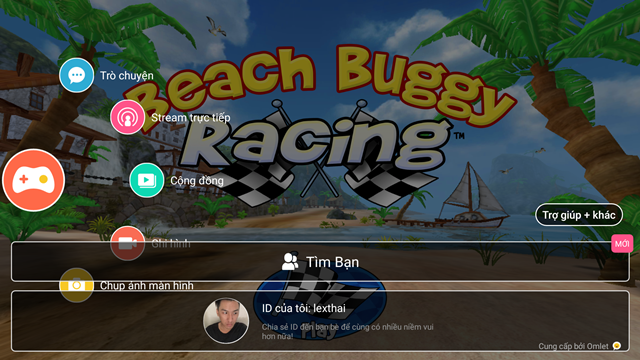 Beach Buggy
Racing™
Trò chuyện
Stream trực tiếp
Cộng đồng
Trợ giúp + khác
Ghi hình
MỚI
Tìm Bạn
Chụp ảnh màn hình
ID của tôi: lexthai
Chia sẻ ID đến bạn bè để cùng có nhiều niềm vui
hơn nữa!
Play
Cung cấp bởi Omlet